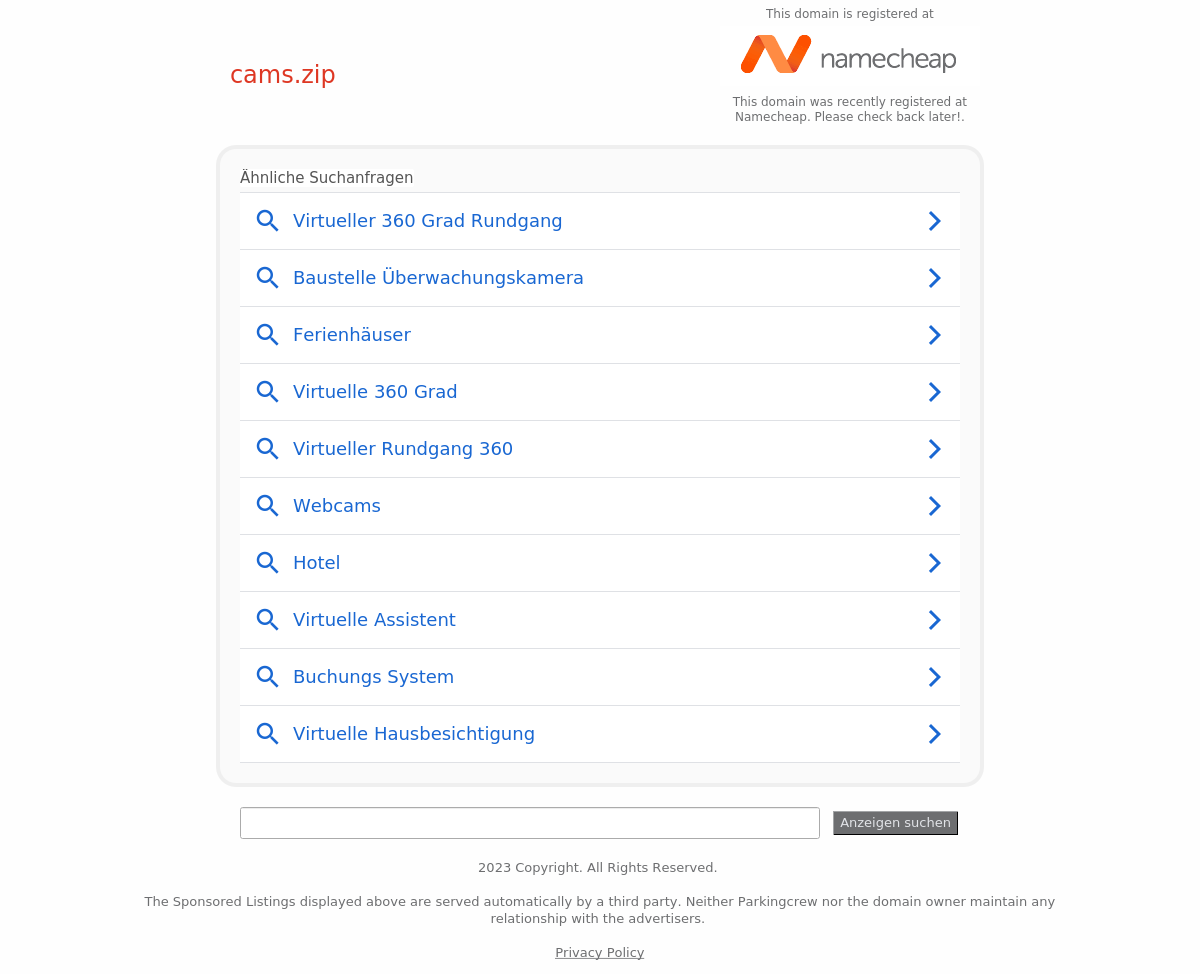 This domain is registered at
namecheap
cams.zip
This domain was recently registered at
Namecheap. Please check back later!.
Ähnliche Suchanfragen
Virtueller 360 Grad Rundgang
Baustelle Überwachungskamera
Ferienhäuser
Virtuelle 360 Grad
Virtueller Rundgang 360
Webcams
Hotel
Virtuelle Assistent
Buchungs System
Virtuelle Hausbesichtigung
Anzeigen suchen
2023 Copyright. All Rights Reserved.
The Sponsored Listings displayed above are served automatically by a third party. Neither Parkingcrew nor the domain owner maintain any
relationship with the advertisers.
Privacy Policy